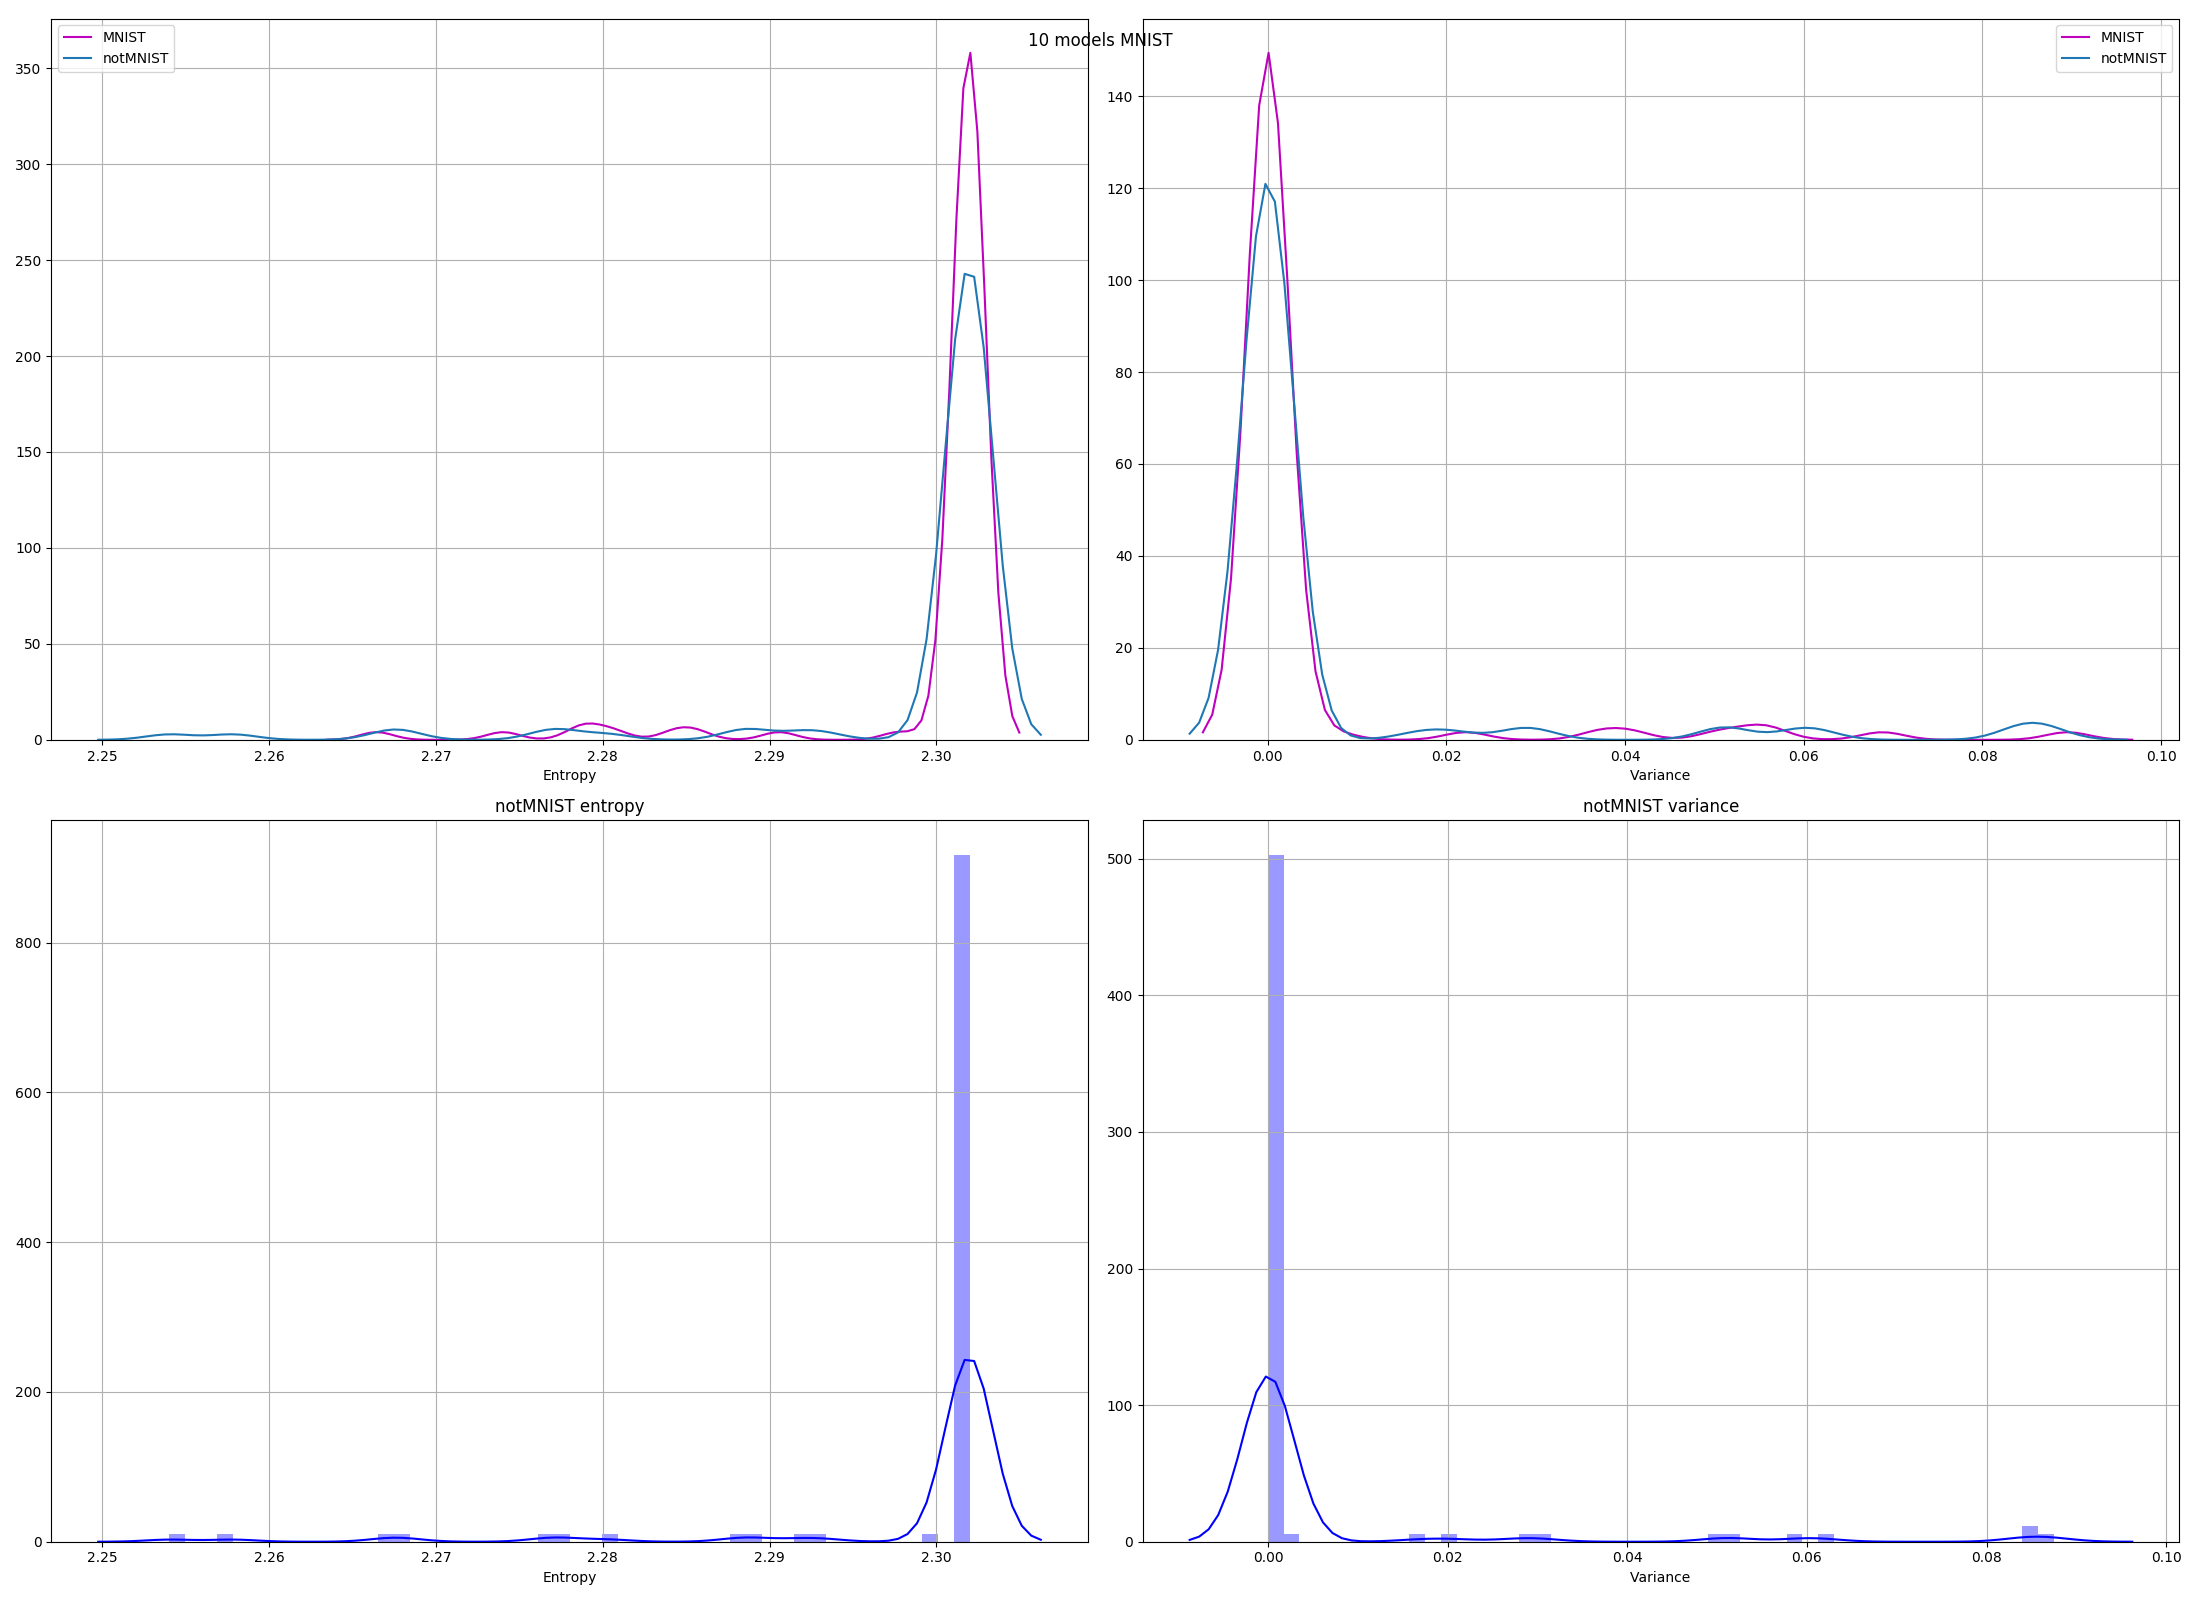 10 models MNIST
MNIST
notMNIST
350
300
250
200
150
100
50
0
2.25 2.26 2.27 2.28 2.29 2.30
Entropy
MNIST
notMNIST
140
120
100
80
60
40
20
0
0.00 0.02 0.04 0.06 0.08 0.10
Variance
notMNIST entropy
800
600
400
200
0
2.25 2.26 2.27 2.28 2.29 2.30
Entropy
notMNIST variance
500
400
300
200
100
0
0.00 0.02 0.04 0.06 0.08 0.10
Variance